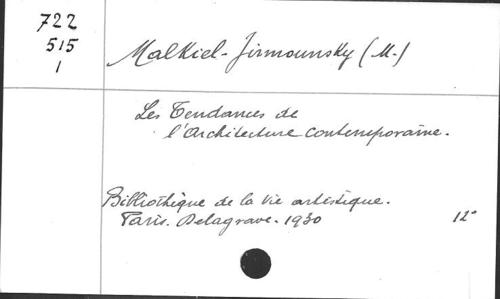 722
515
1
Malkiel-Jirmounsky (M.)
Les Tendances de
l'Architecture contemporaine.
Bibliothèque de la Vie artistique.
Paris. Delagrave. 1930 12°